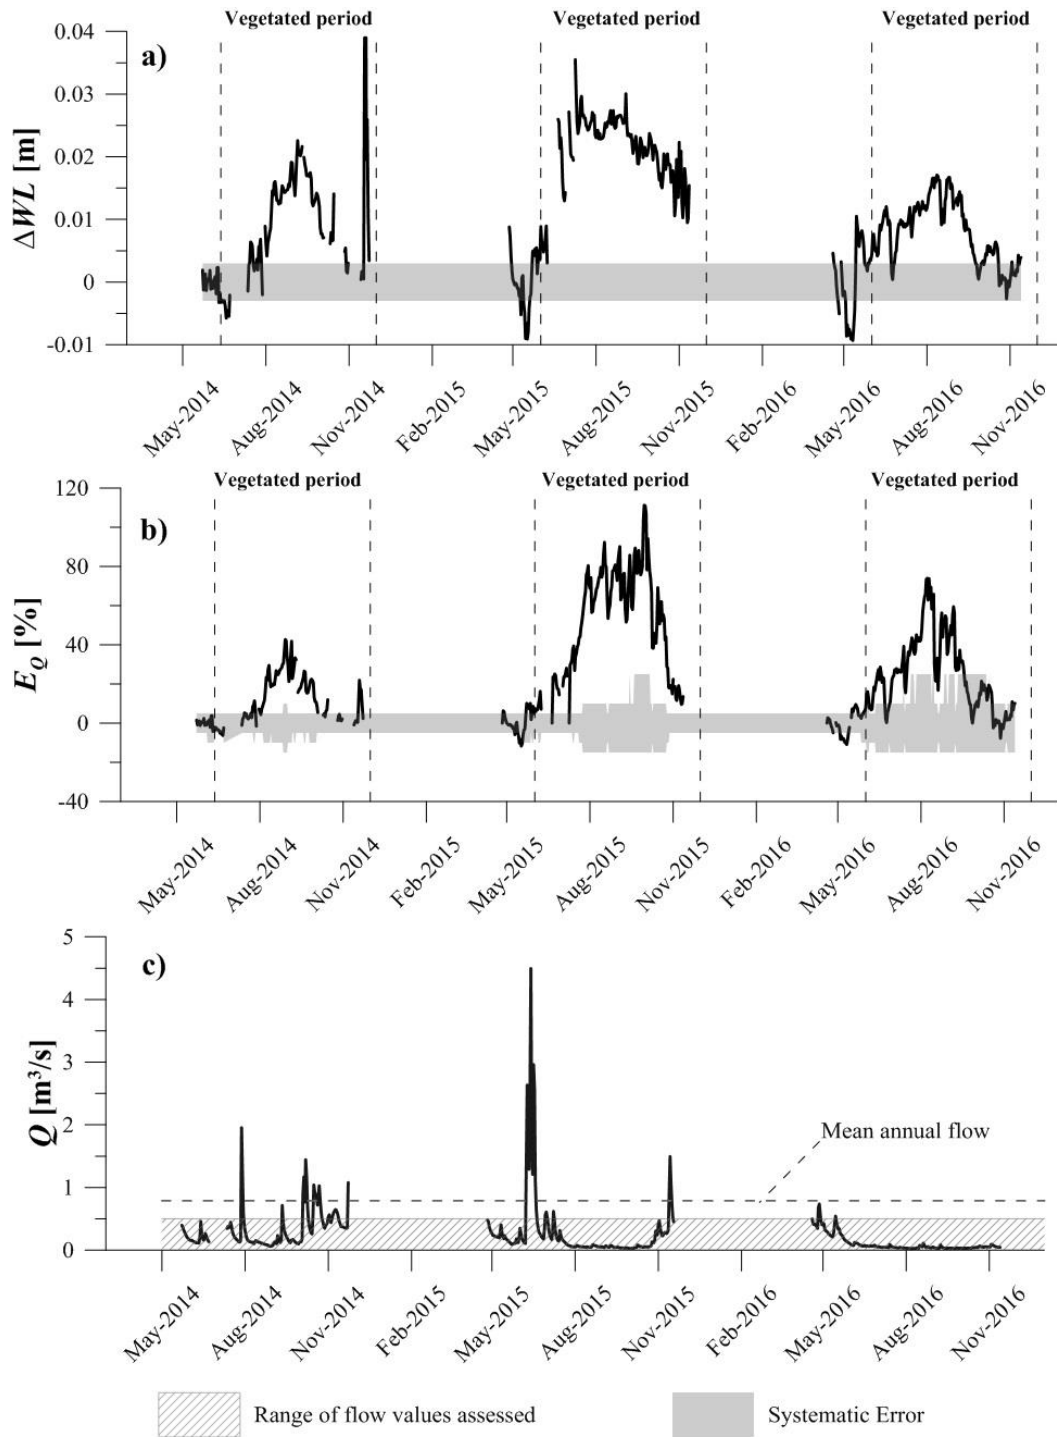 Vegetated period Vegetated period Vegetated period
a)
0.04
0.03
0.02
0.01
0
-0.01
ΔWL [m]
May-2014 Aug-2014 Nov-2014 Feb-2015 May-2015 Aug-2015 Nov-2015 Feb-2016 May-2016 Aug-2016 Nov-2016
Vegetated period Vegetated period Vegetated period
b)
120
80
40
0
-40
E_Q [%]
May-2014 Aug-2014 Nov-2014 Feb-2015 May-2015 Aug-2015 Nov-2015 Feb-2016 May-2016 Aug-2016 Nov-2016
c)
5
4
3
2
1
0
Q [m³/s]
Mean annual flow
May-2014 Aug-2014 Nov-2014 Feb-2015 May-2015 Aug-2015 Nov-2015 Feb-2016 May-2016 Aug-2016 Nov-2016
Range of flow values assessed Systematic Error